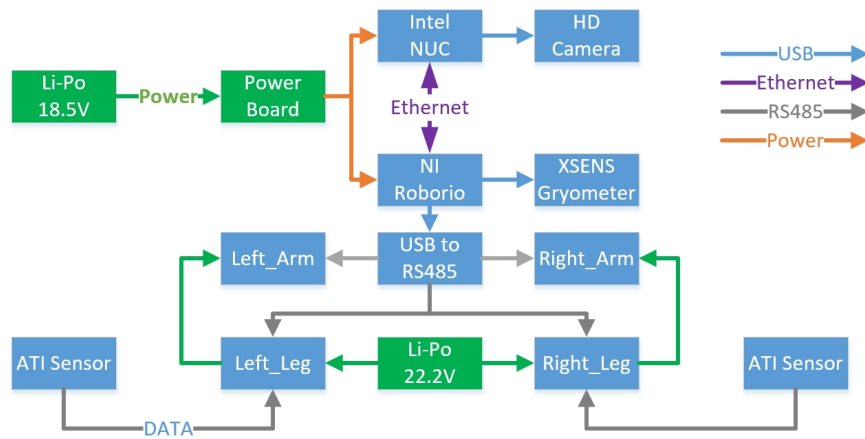 Intel
NUC
HD
Camera
USB
Li-Po
18.5V
Power
Power
Board
Ethernet
Ethernet
RS485
Power
NI
Roborio
XSENS
Gryometer
Left_Arm
USB to
RS485
Right_Arm
ATI Sensor
Left_Leg
Li-Po
22.2V
Right_Leg
ATI Sensor
DATA